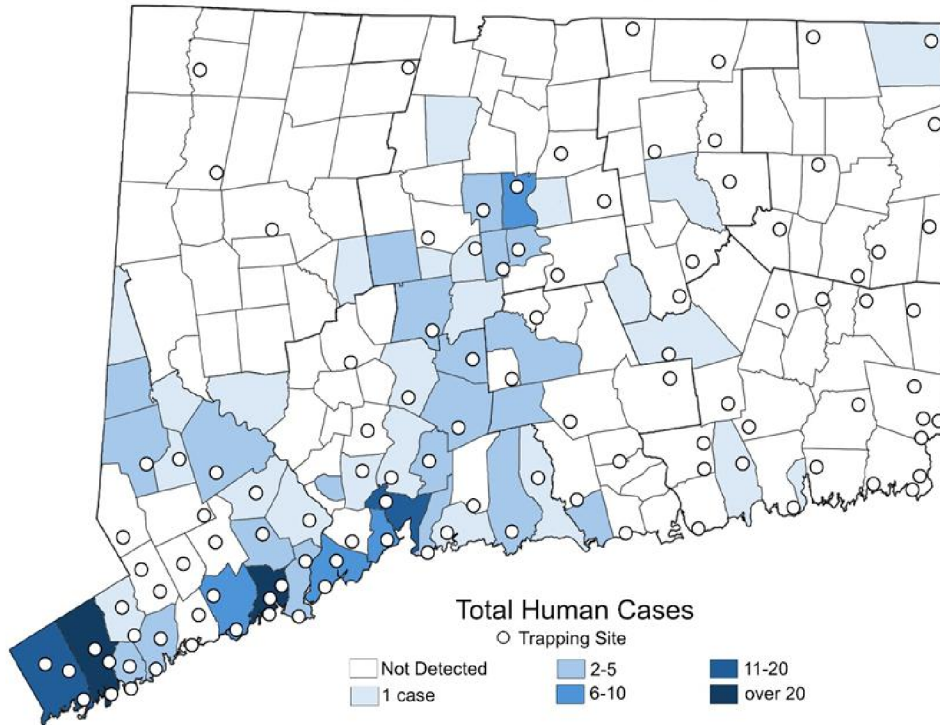 Total Human Cases
Trapping Site
Not Detected
2-5
11-20
1 case
6-10
over 20